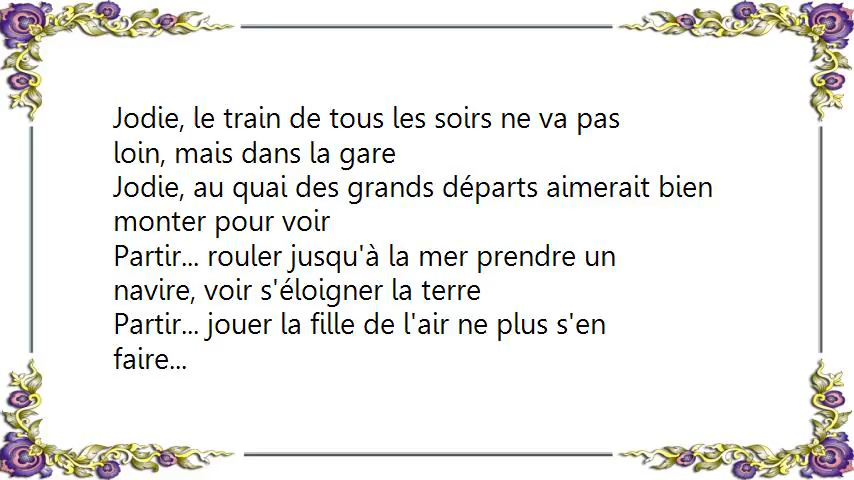 Jodie, le train de tous les soirs ne va pas
loin, mais dans la gare
Jodie, au quai des grands départs aimerait bien
monter pour voir
Partir... rouler jusqu'à la mer prendre un
navire, voir s'éloigner la terre
Partir... jouer la fille de l'air ne plus s'en
faire...